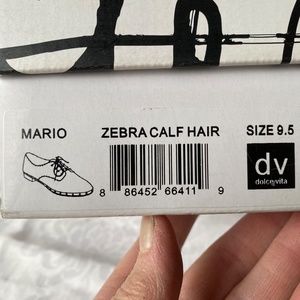 MARIO ZEBRA CALF HAIR SIZE 9.5
8 86452 66411 9
dv
dolcevita